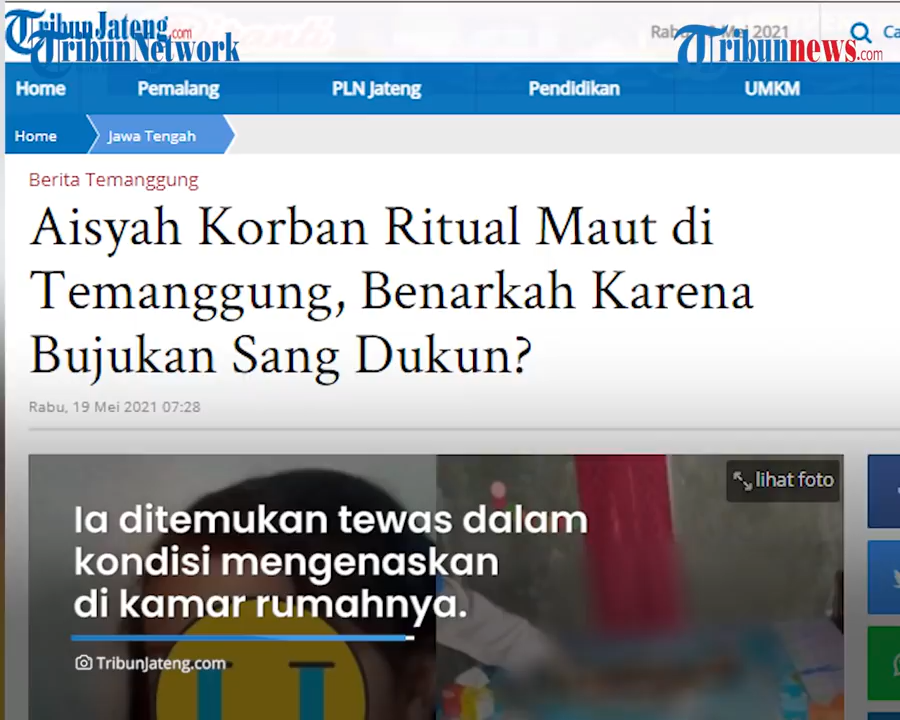 TribunJateng.com
TribunNetwork
Mei 2021
Tribunnews.com
Home Pemalang PLN Jateng Pendidikan UMKM
Home Jawa Tengah
Berita Temanggung
Aisyah Korban Ritual Maut di
Temanggung, Benarkah Karena
Bujukan Sang Dukun?
Rabu, 19 Mei 2021 07:28
lihat foto
Ia ditemukan tewas dalam
kondisi mengenaskan
di kamar rumahnya.
TribunJateng.com